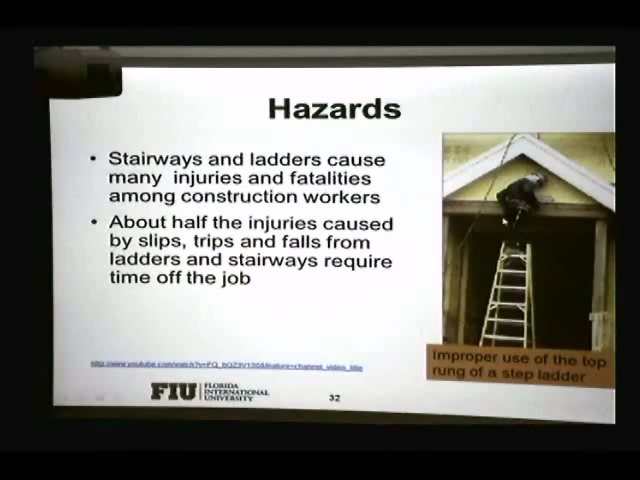 Hazards
• Stairways and ladders cause
many injuries and fatalities
among construction workers
• About half the injuries caused
by slips, trips and falls from
ladders and stairways require
time off the job
Improper use of the top
rung of a step ladder
FIU FLORIDA
INTERNATIONAL
UNIVERSITY
32